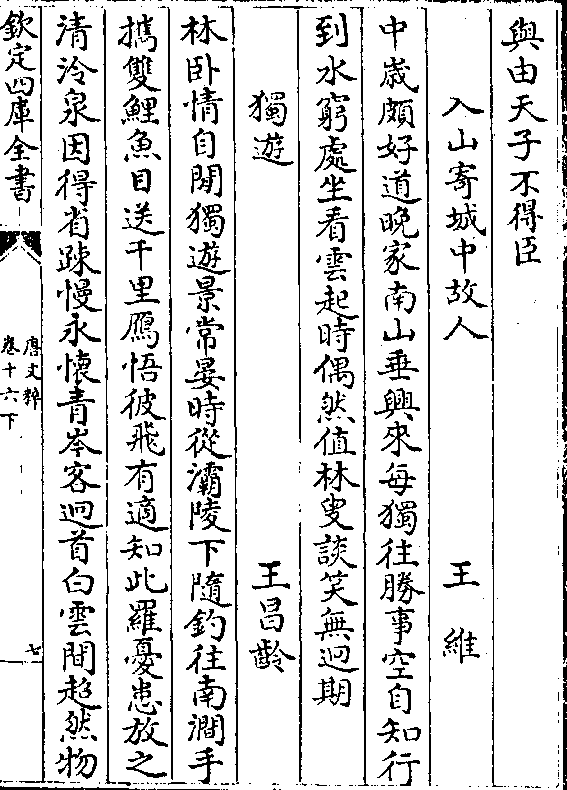 與由天子不得臣
入山寄城中故人 王維
中歳頗好道晩家南山垂興來每獨往勝事空自知行
到水窮處坐看雲起時偶然值林叟談笑無迴期
獨遊 王昌齡
林卧情自閒獨遊景常晏時從灞陵下隨釣往南澗手
攜雙鯉魚目送千里鴈悟彼飛有適知此羅憂患放之
清泠泉因得省踈慢永懷青岑客迴首白雲間超然物
欽定四庫全書
唐文粹
卷十六下
七